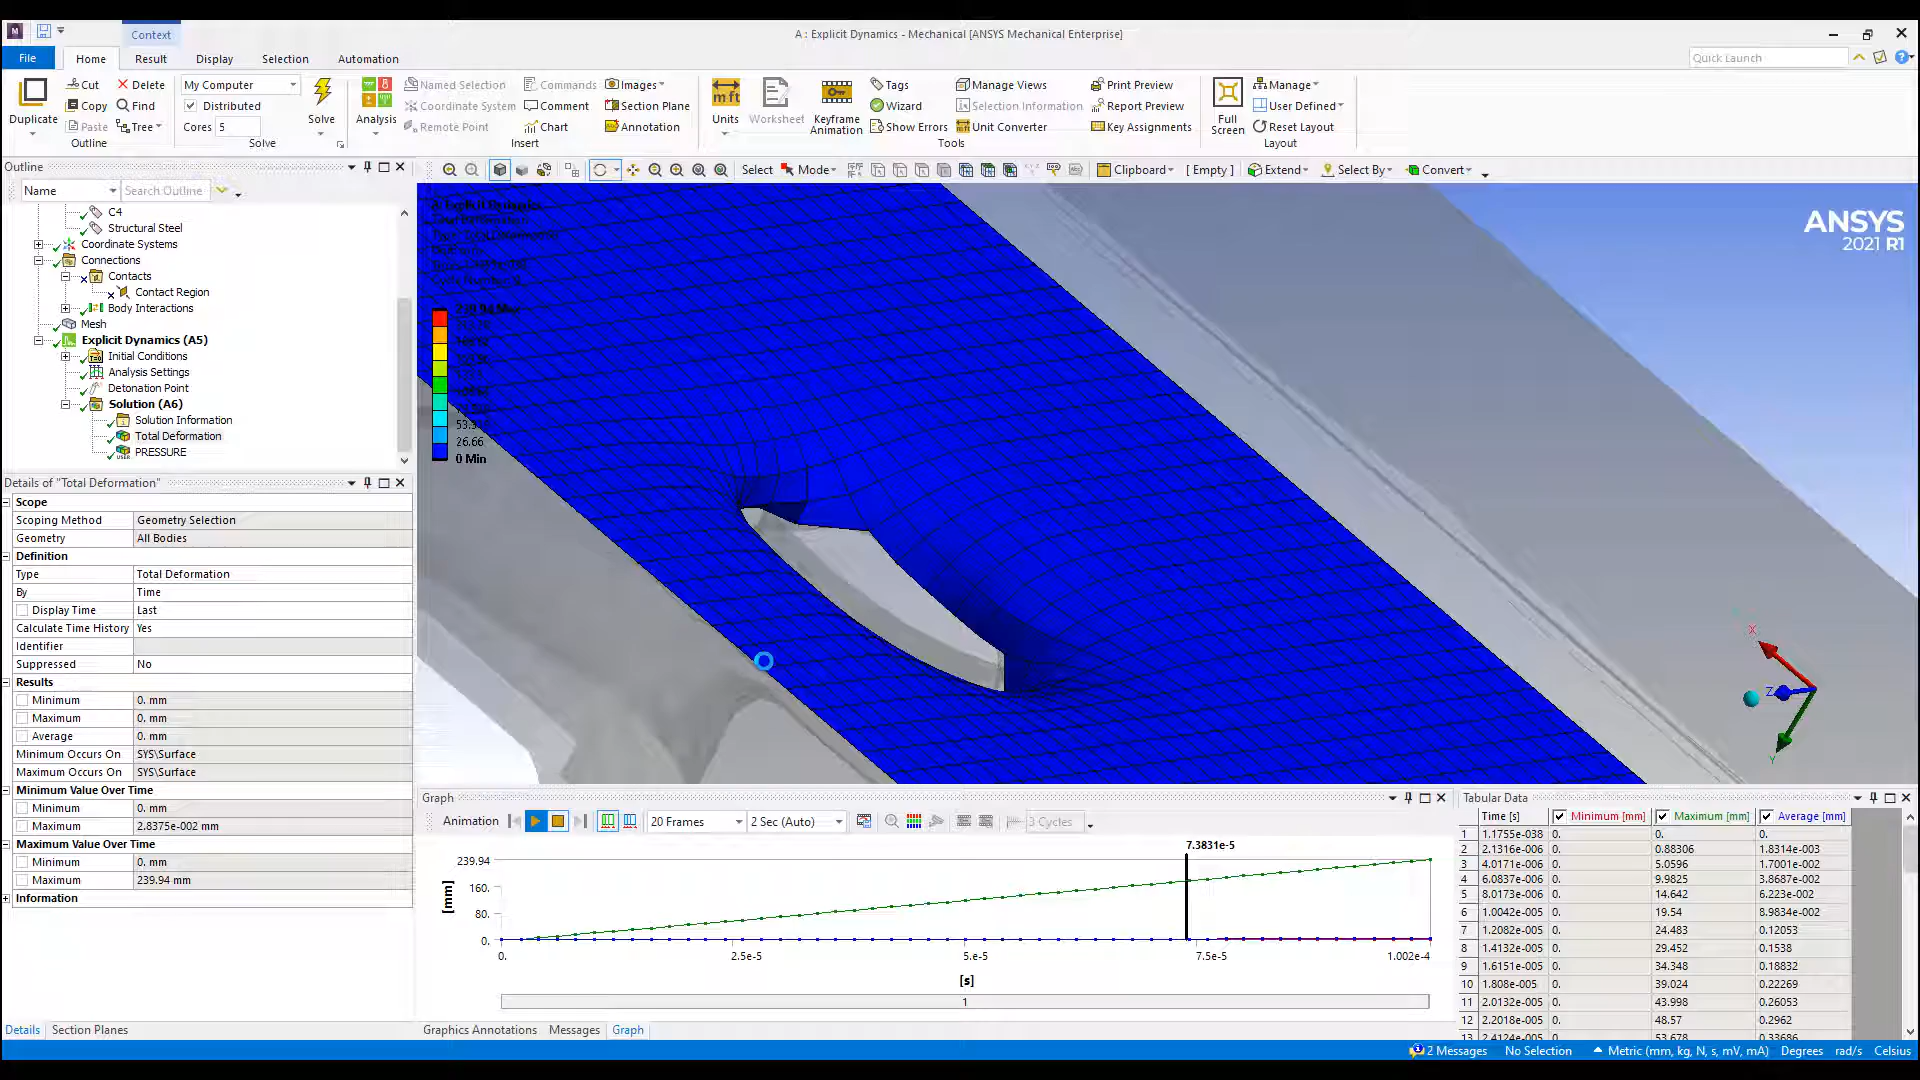 Context
A : Explicit Dynamics - Mechanical [ANSYS Mechanical Enterprise]
File Home Result Display Selection Automation
Quick Launch
Duplicate
Cut Delete
Copy Find
Paste Tree
Outline
My Computer
Distributed
Cores 5
Solve
Solve
Analysis
Named Selection Commands Images
Coordinate System Comment Section Plane
Remote Point Chart Annotation
Insert
Units
Worksheet
Keyframe
Animation
Tags
Wizard
Show Errors
Manage Views
Selection Information
Unit Converter
Print Preview
Report Preview
Key Assignments
Tools
Full
Screen
Manage
User Defined
Reset Layout
Layout
Outline
Name Search Outline
C4
Structural Steel
Coordinate Systems
Connections
Contacts
Contact Region
Body Interactions
Mesh
Explicit Dynamics (A5)
Initial Conditions
Analysis Settings
Detonation Point
Solution (A6)
Solution Information
Total Deformation
PRESSURE
Select Mode Clipboard [ Empty ] Extend Select By Convert
A: Explicit Dynamics
Total Deformation
Type: Total Deformation
239.94 Max
26.66
0 Min
ANSYS
2021 R1
X
Z
Y
Details of "Total Deformation"
Scope
Scoping Method Geometry Selection
Geometry All Bodies
Definition
Type Total Deformation
By Time
Display Time Last
Calculate Time History Yes
Identifier
Suppressed No
Results
Minimum 0. mm
Maximum 0. mm
Average 0. mm
Minimum Occurs On SYS\Surface
Maximum Occurs On SYS\Surface
Minimum Value Over Time
Minimum 0. mm
Maximum 2.8375e-002 mm
Maximum Value Over Time
Minimum 0. mm
Maximum 239.94 mm
Information
Details Section Planes
Graph
Animation 20 Frames 2 Sec (Auto) 3 Cycles
7.3831e-5
239.94
160.
80.
0.
[mm]
0. 2.5e-5 5.e-5 7.5e-5 1.002e-4
[s]
1
Graphics Annotations Messages Graph
Tabular Data
Time [s] Minimum [mm] Maximum [mm] Average [mm]
1 1.1755e-038 0. 0. 0.
2 2.1316e-006 0. 0.88306 1.8314e-003
3 4.0171e-006 0. 5.0596 1.7001e-002
4 6.0837e-006 0. 9.9825 3.8687e-002
5 8.0173e-006 0. 14.642 6.223e-002
6 1.0042e-005 0. 19.54 8.9834e-002
7 1.2082e-005 0. 24.483 0.12053
8 1.4132e-005 0. 29.452 0.1538
9 1.6151e-005 0. 34.348 0.18832
10 1.808e-005 0. 39.024 0.22269
11 2.0132e-005 0. 43.998 0.26053
12 2.2018e-005 0. 48.57 0.2962
13 2.4124e-005 0. 53.678 0.33686
2 Messages No Selection Metric (mm, kg, N, s, mV, mA) Degrees rad/s Celsius